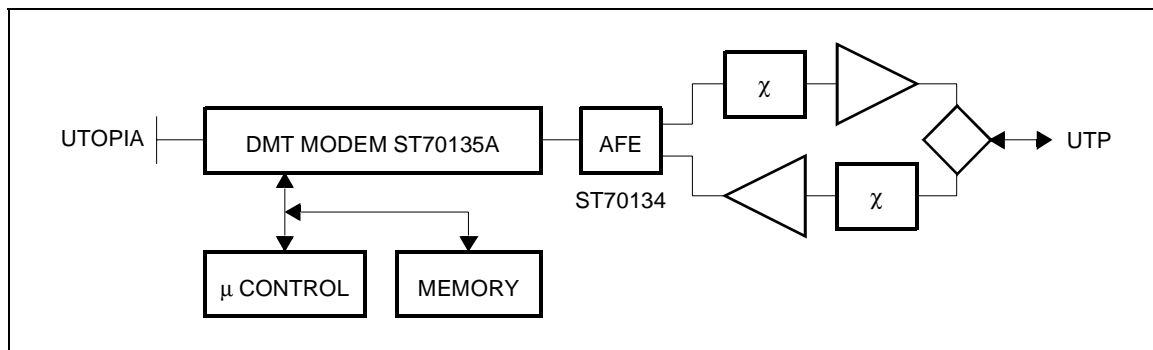 UTOPIA
DMT MODEM ST70135A
AFE
ST70134
χ
χ
UTP
μ CONTROL
MEMORY